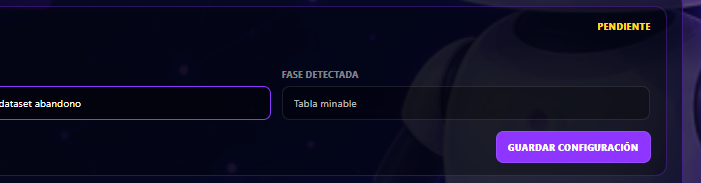 PENDIENTE
FASE DETECTADA
dataset abandono
Tabla minable
GUARDAR CONFIGURACIÓN